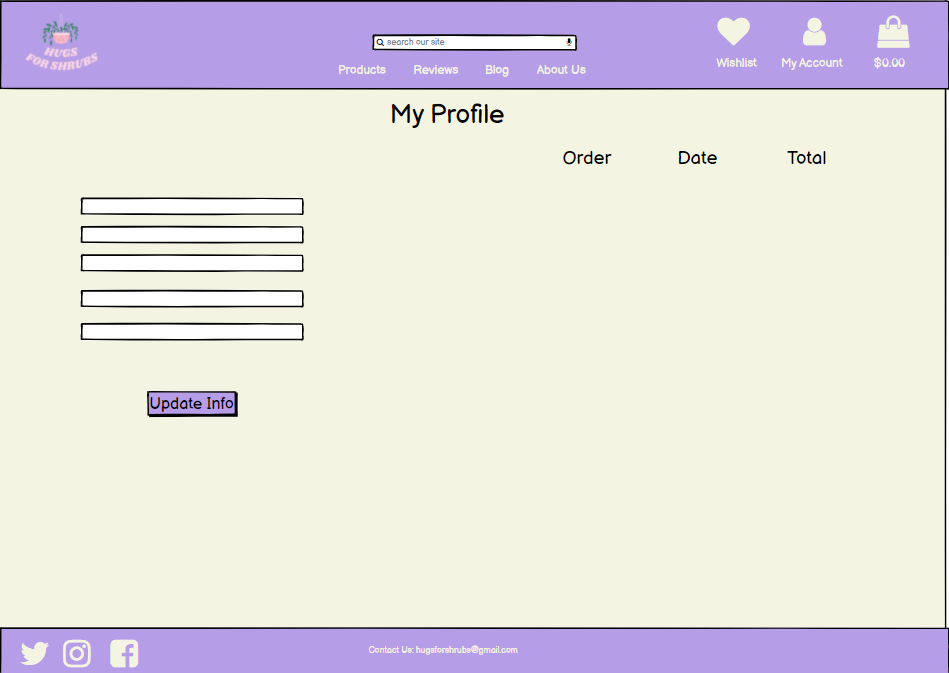 HUGS
FOR SHRUBS
search our site
Products Reviews Blog About Us
Wishlist My Account $0.00
My Profile
Order Date Total
Update Info
Contact Us: hugsforshrubs@gmail.com